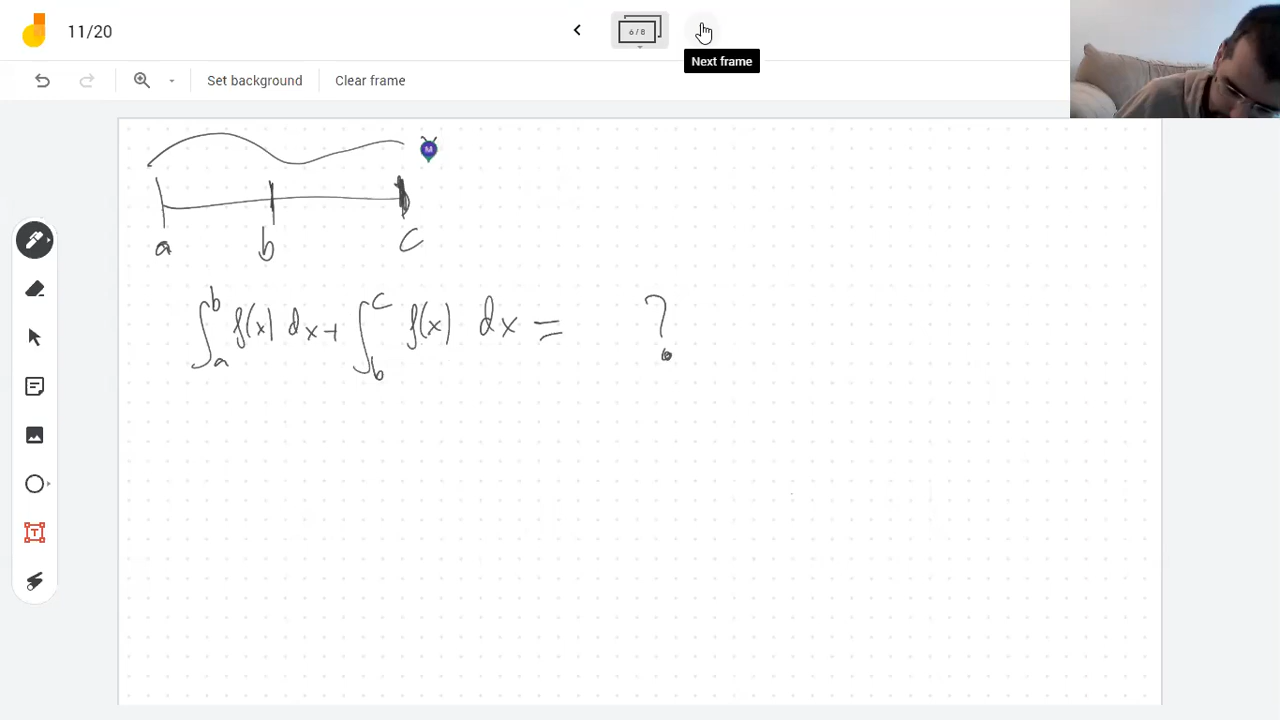 11/20
6 / 8
Next frame
Set background
Clear frame
M
a b c
∫_a^b f(x) dx + ∫_b^c f(x) dx = ?
T